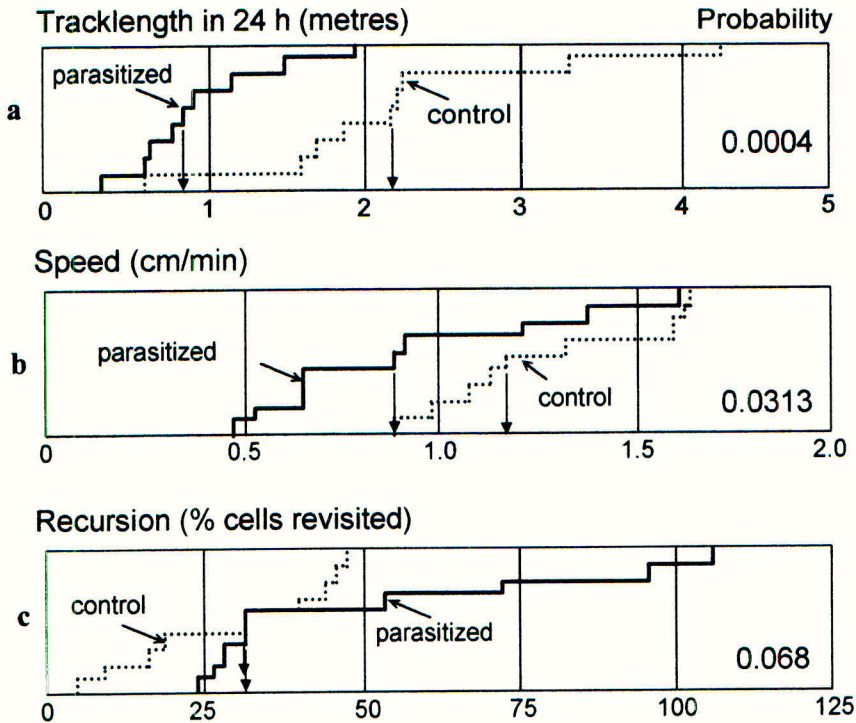 Tracklength in 24 h (metres) Probability
parasitized
a
control
0.0004
0 1 2 3 4 5
Speed (cm/min)
parasitized
b
control
0.0313
0 0.5 1.0 1.5 2.0
Recursion (% cells revisited)
control
c
parasitized
0.068
0 25 50 75 100 125